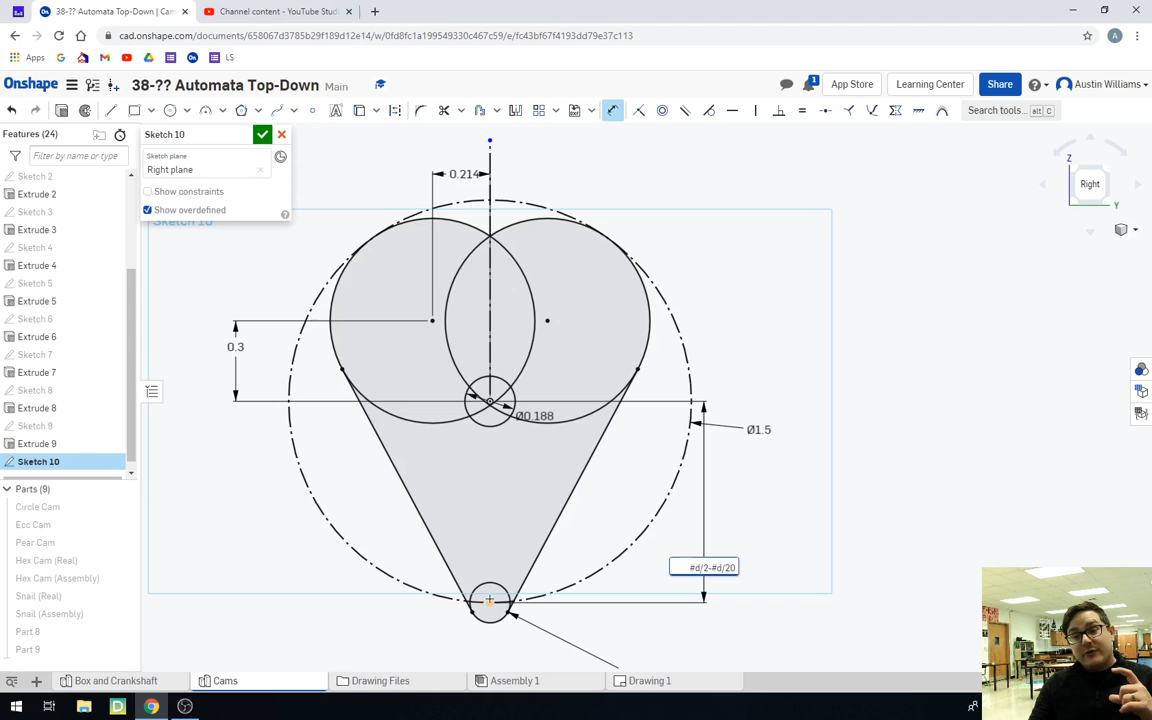 38-?? Automata Top-Down | Cam
Channel content - YouTube Studi
cad.onshape.com/documents/658067d3785b29f189d12e14/w/0fd8fc1a199549330c467c59/e/fc43bf67f4193dd79e37c113
A
Apps
LS
Onshape
38-?? Automata Top-Down Main
1
App Store
Learning Center
Share
Austin Williams
Search tools... alt C
Features (24)
Filter by name or type
Sketch 2
Extrude 2
Sketch 3
Extrude 3
Sketch 4
Extrude 4
Sketch 5
Extrude 5
Sketch 6
Extrude 6
Sketch 7
Extrude 7
Sketch 8
Extrude 8
Sketch 9
Extrude 9
Sketch 10
Parts (9)
Circle Cam
Ecc Cam
Pear Cam
Hex Cam (Real)
Hex Cam (Assembly)
Snail (Real)
Snail (Assembly)
Part 8
Part 9
Sketch 10
Sketch plane
Right plane
Show constraints
Show overdefined
Sketch 10
0.214
0.3
Ø0.188
Ø1.5
#d/2-#d/20
Z
Right
Y
Box and Crankshaft
Cams
Drawing Files
Assembly 1
Drawing 1